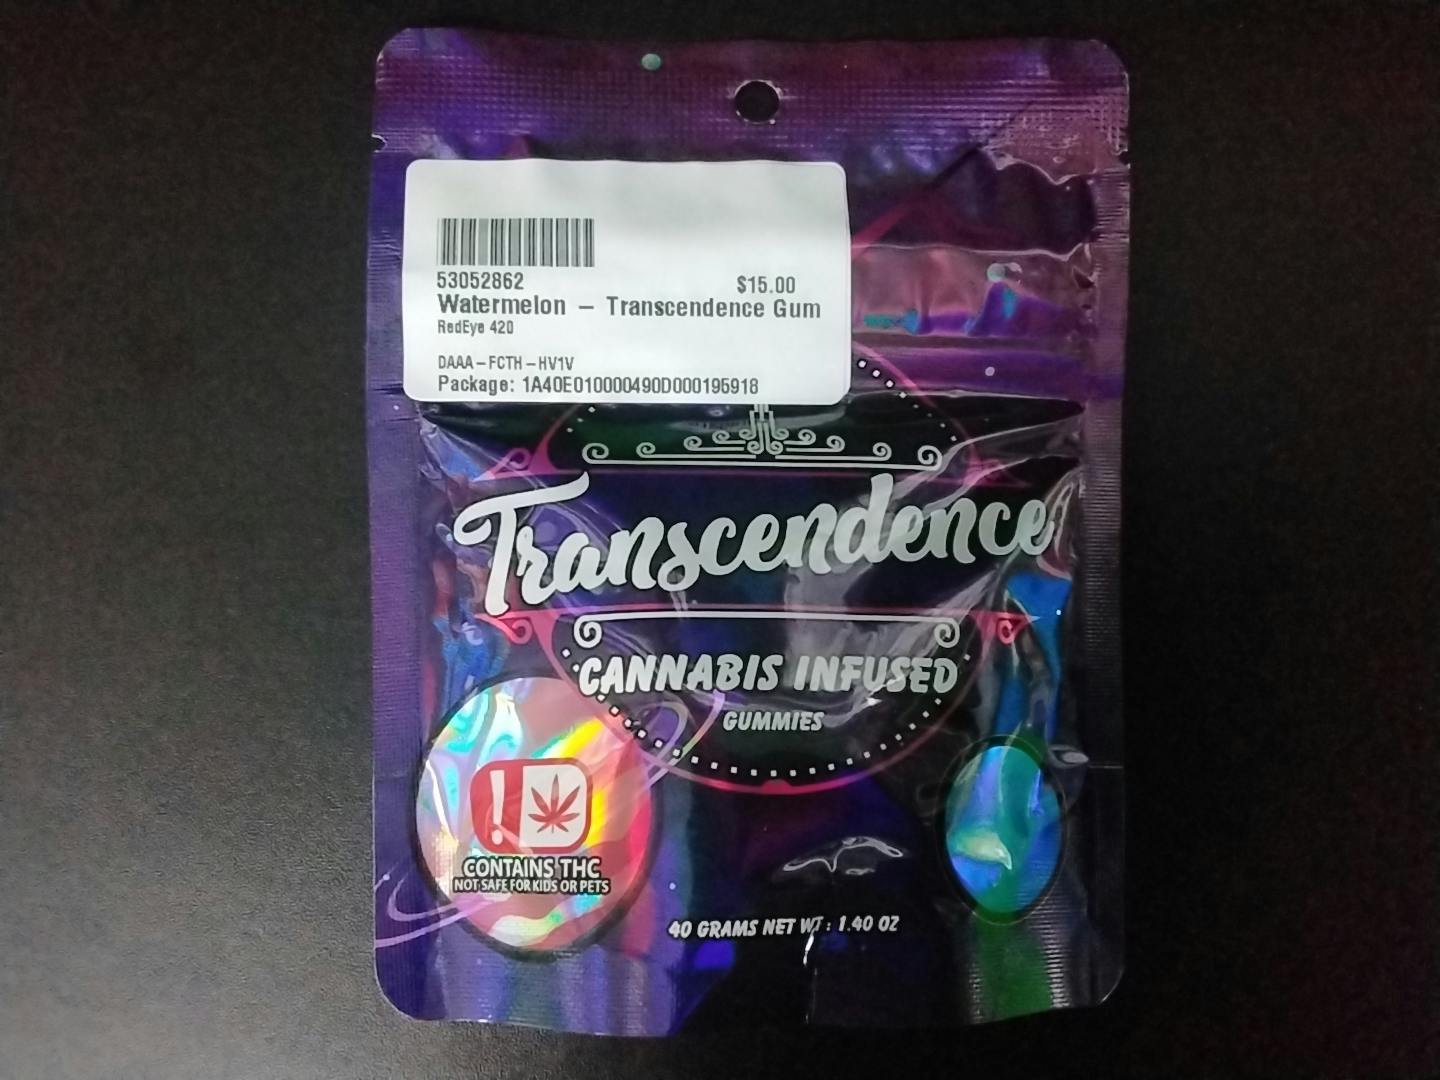 53052862 $15.00
Watermelon – Transcendence Gum
RedEye 420
DAAA-FCTH-HV1V
Package: 1A40E010000490D000195918
Transcendence
CANNABIS INFUSED
GUMMIES
!
CONTAINS THC
NOT SAFE FOR KIDS OR PETS
40 GRAMS NET WT: 1.40 OZ